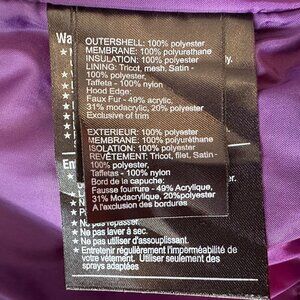 Wa
OUTERSHELL: 100% polyester
MEMBRANE: 100% polyurethane
INSULATION: 100% polyester
LINING: Tricot, mesh, Satin -
100% polyester,
Taffeta - 100% nylon
Hood Edge:
Faux Fur - 49% acrylic,
31% modacrylic, 20% polyester
Exclusive of trim
EXTERIEUR: 100% polyester
MEMBRANE: 100% polyuréthane
ISOLATION: 100% polyester
REVÊTEMENT: Tricot, filet, Satin-
100% polyester,
Taffetas - 100% nylon
Bord de la capuche:
Fausse fourrure - 49% Acrylique,
31% Modacrylique, 20%polyester
A l'exclusion des bordures
★ Ne pas repasser.
★ Ne pas laver à sec.
★ Ne pas utiliser d'assouplissant.
★ Entretenir régulièrement l'imperméabilité de
votre vêtement. Utiliser seulement des
sprays adaptées